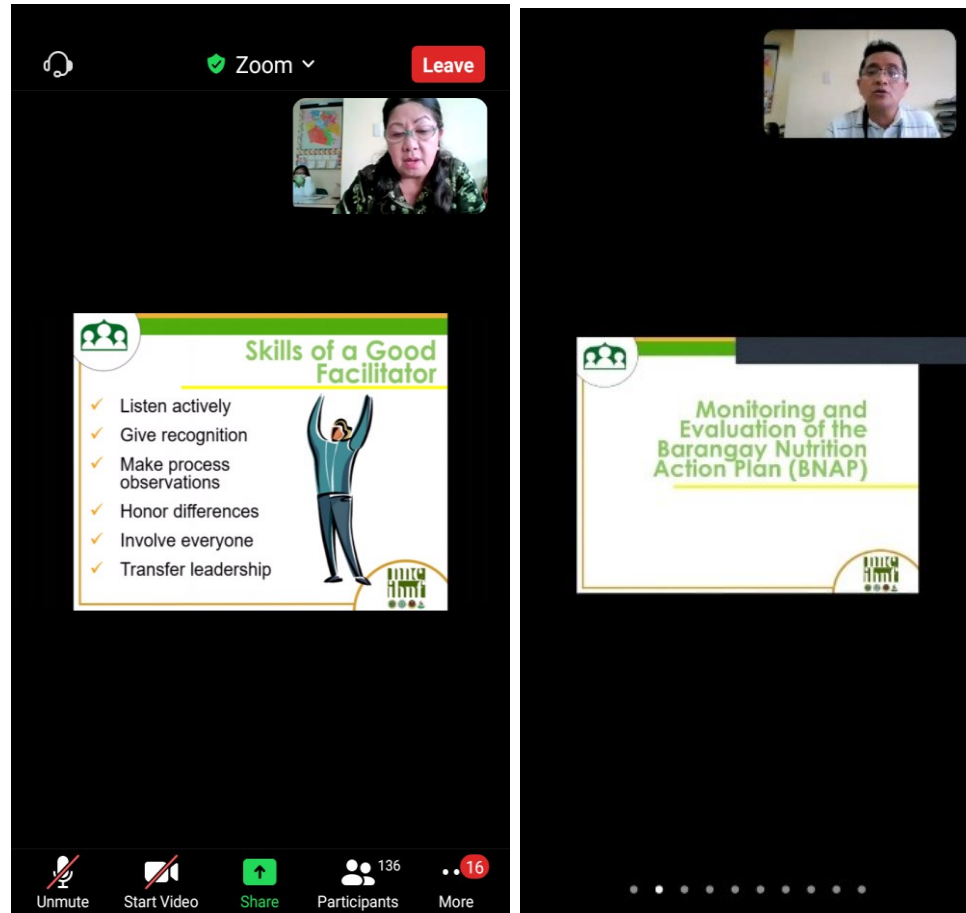 Zoom
Leave
Skills of a Good
Facilitator
Listen actively
Give recognition
Make process
observations
Honor differences
Involve everyone
Transfer leadership
136
16
Unmute
Start Video
Share
Participants
More
Monitoring and
Evaluation of the
Barangay Nutrition
Action Plan (BNAP)